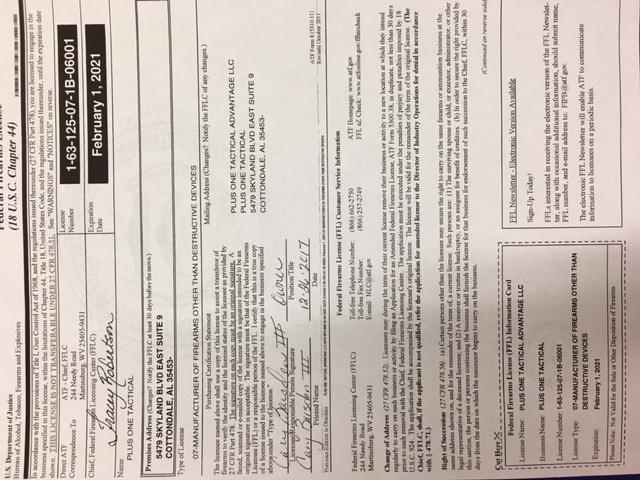 U.S. Department of Justice
Bureau of Alcohol, Tobacco, Firearms and Explosives
Federal Firearms License
(18 U.S.C. Chapter 44)
In accordance with the provisions of Title I, Gun Control Act of 1968, and the regulations issued thereunder (27 CFR Part 478), you are licensed to engage in the
business specified in this license, within the limitations of Chapter 44, Title 18, United States Code, and the regulations issued thereunder, until the expiration date
shown. THIS LICENSE IS NOT TRANSFERABLE UNDER 27 CFR 478.51. See "WARNINGS" and "NOTICES" on reverse.
Direct ATF
Correspondence To
ATF - Chief, FFLC
244 Needy Road
Martinsburg, WV 25405-9431
License
Number
1-63-125-07-1B-06001
Chief, Federal Firearms Licensing Center (FFLC)
Tracey Robertson
Expiration
Date
February 1, 2021
Name
PLUS ONE TACTICAL
Premises Address (Changes? Notify the FFLC at least 30 days before the move.)
5479 SKYLAND BLVD EAST SUITE 9
COTTONDALE, AL 35453-
Type of License
07-MANUFACTURER OF FIREARMS OTHER THAN DESTRUCTIVE DEVICES
Purchasing Certification Statement
The licensee named above shall use a copy of this license to assist a transferor of
firearms to verify the identity and the licensed status of the licensee as provided by
27 CFR Part 478. The signature on each copy must be an original signature. A
faxed, scanned or e-mailed copy of the license with a signature intended to be an
original signature is acceptable. The signature must be that of the Federal Firearms
Licensee (FFL) or a responsible person of the FFL. I certify that this is a true copy
of a license issued to the licensee named above to engage in the business specified
above under "Type of license."
Mailing Address (Changes? Notify the FFLC of any changes.)
PLUS ONE TACTICAL ADVANTAGE LLC
PLUS ONE TACTICAL
5479 SKYLAND BLVD EAST SUITE 9
COTTONDALE, AL 35453-
Owner
Licensee/Responsible Person Signature
Position/Title
12-26-2017
Printed Name
Date
Previous Edition is Obsolete
ATF Form 8 (5310.11)
Revised October 2011
Federal Firearms License (FFL) Customer Service Information
Federal Firearms Licensing Center (FFLC)
244 Needy Road
Martinsburg, WV 25405-9431
Toll-free Telephone Number: (866) 662-2750
Toll-free Fax Number: (866) 257-2749
E-mail: NLC@atf.gov
ATF Homepage: www.atf.gov
FFL eZ Check: www.atfonline.gov/fflezcheck
Change of Address (27 CFR 478.52). Licensees may during the term of their current license remove their business or activity to a new location at which they intend
regularly to carry on such business or activity by filing an Application for an Amended Federal Firearms License, ATF Form 5300.38, in duplicate, not less than 30 days
prior to such removal with the Chief, Federal Firearms Licensing Center. The application must be executed under the penalties of perjury and penalties imposed by 18
U.S.C. 924. The application shall be accompanied by the licensee's original license. The license will be valid for the remainder of the term of the original license. (The
Chief, FFLC, shall, if the applicant is not qualified, refer the application for amended license to the Director of Industry Operations for denial in accordance
with § 478.71.)
Right of Succession (27 CFR 478.56). (a) Certain persons other than the licensee may secure the right to carry on the same firearms or ammunition business at the
same address shown on, and for the remainder of the term of, a current license. Such persons are: (1) The surviving spouse or child, or executor, administrator, or other
legal representative of a deceased licensee; and (2) A receiver or trustee in bankruptcy, or an assignee for benefit of creditors. (b) In order to secure the right provided by
this section, the person or persons continuing the business shall furnish the license for that business for endorsement of such succession to the Chief, FFLC, within 30
days from the date on which the successor begins to carry on the business.
(Continued on reverse side)
Cut Here
Federal Firearms License (FFL) Information Card
License Name: PLUS ONE TACTICAL ADVANTAGE LLC
Business Name: PLUS ONE TACTICAL
License Number: 1-63-125-07-1B-06001
License Type: 07-MANUFACTURER OF FIREARMS OTHER THAN
DESTRUCTIVE DEVICES
Expiration: February 1, 2021
Please Note: Not Valid for the Sale or Other Disposition of Firearms.
FFL Newsletter - Electronic Version Available
Sign-Up Today!
FFLs interested in receiving the electronic version of the FFL Newslet-
ter, along with occasional additional information, should submit name,
FFL number, and e-mail address to: FIPB@atf.gov.
The electronic FFL Newsletter will enable ATF to communicate
information to licensees on a periodic basis.